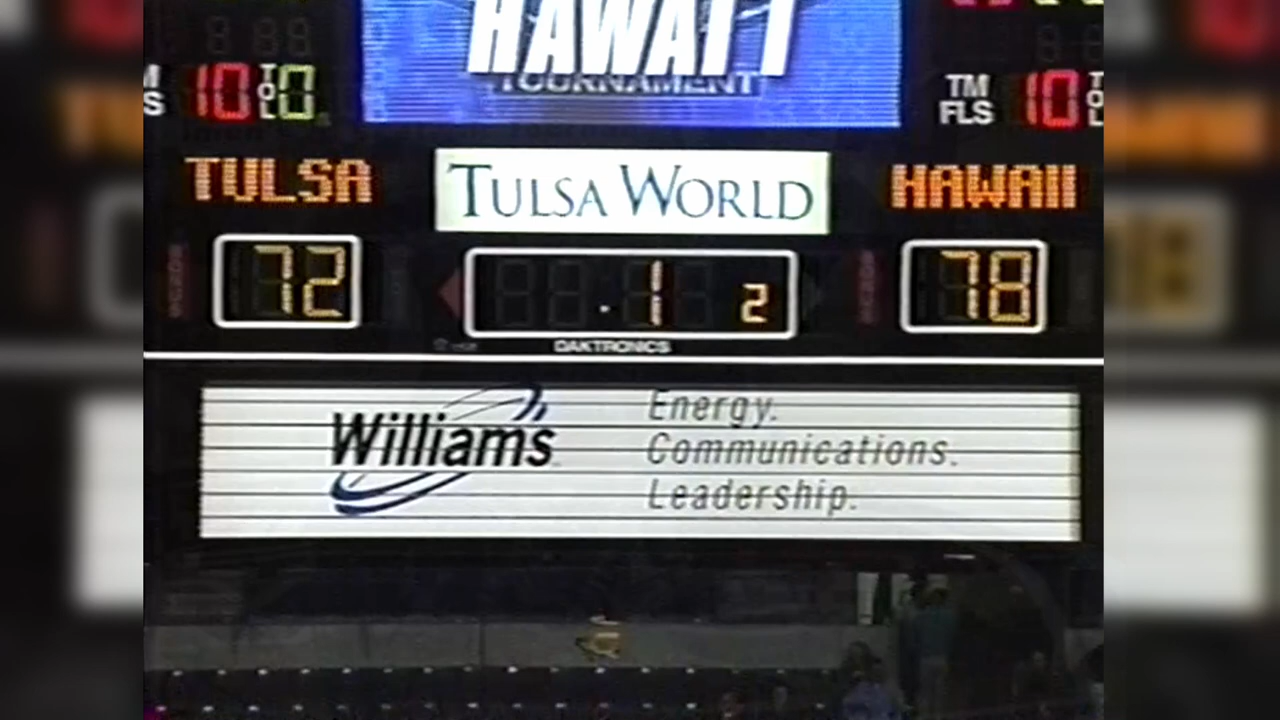 HAWAI'I
TOURNAMENT
10 TOL 0
TM FLS 10
TULSA
TULSA WORLD
HAWAII
72
.1 2
78
DAKTRONICS
Williams
Energy.
Communications.
Leadership.